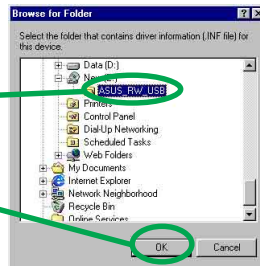 Browse for Folder
Select the folder that contains driver information (.INF file) for
this device.
Data (D:)
New (E:)
ASUS_RW_USB
Printers
Control Panel
Dial-Up Networking
Scheduled Tasks
Web Folders
My Documents
Internet Explorer
Network Neighborhood
Recycle Bin
Online Services
OK
Cancel